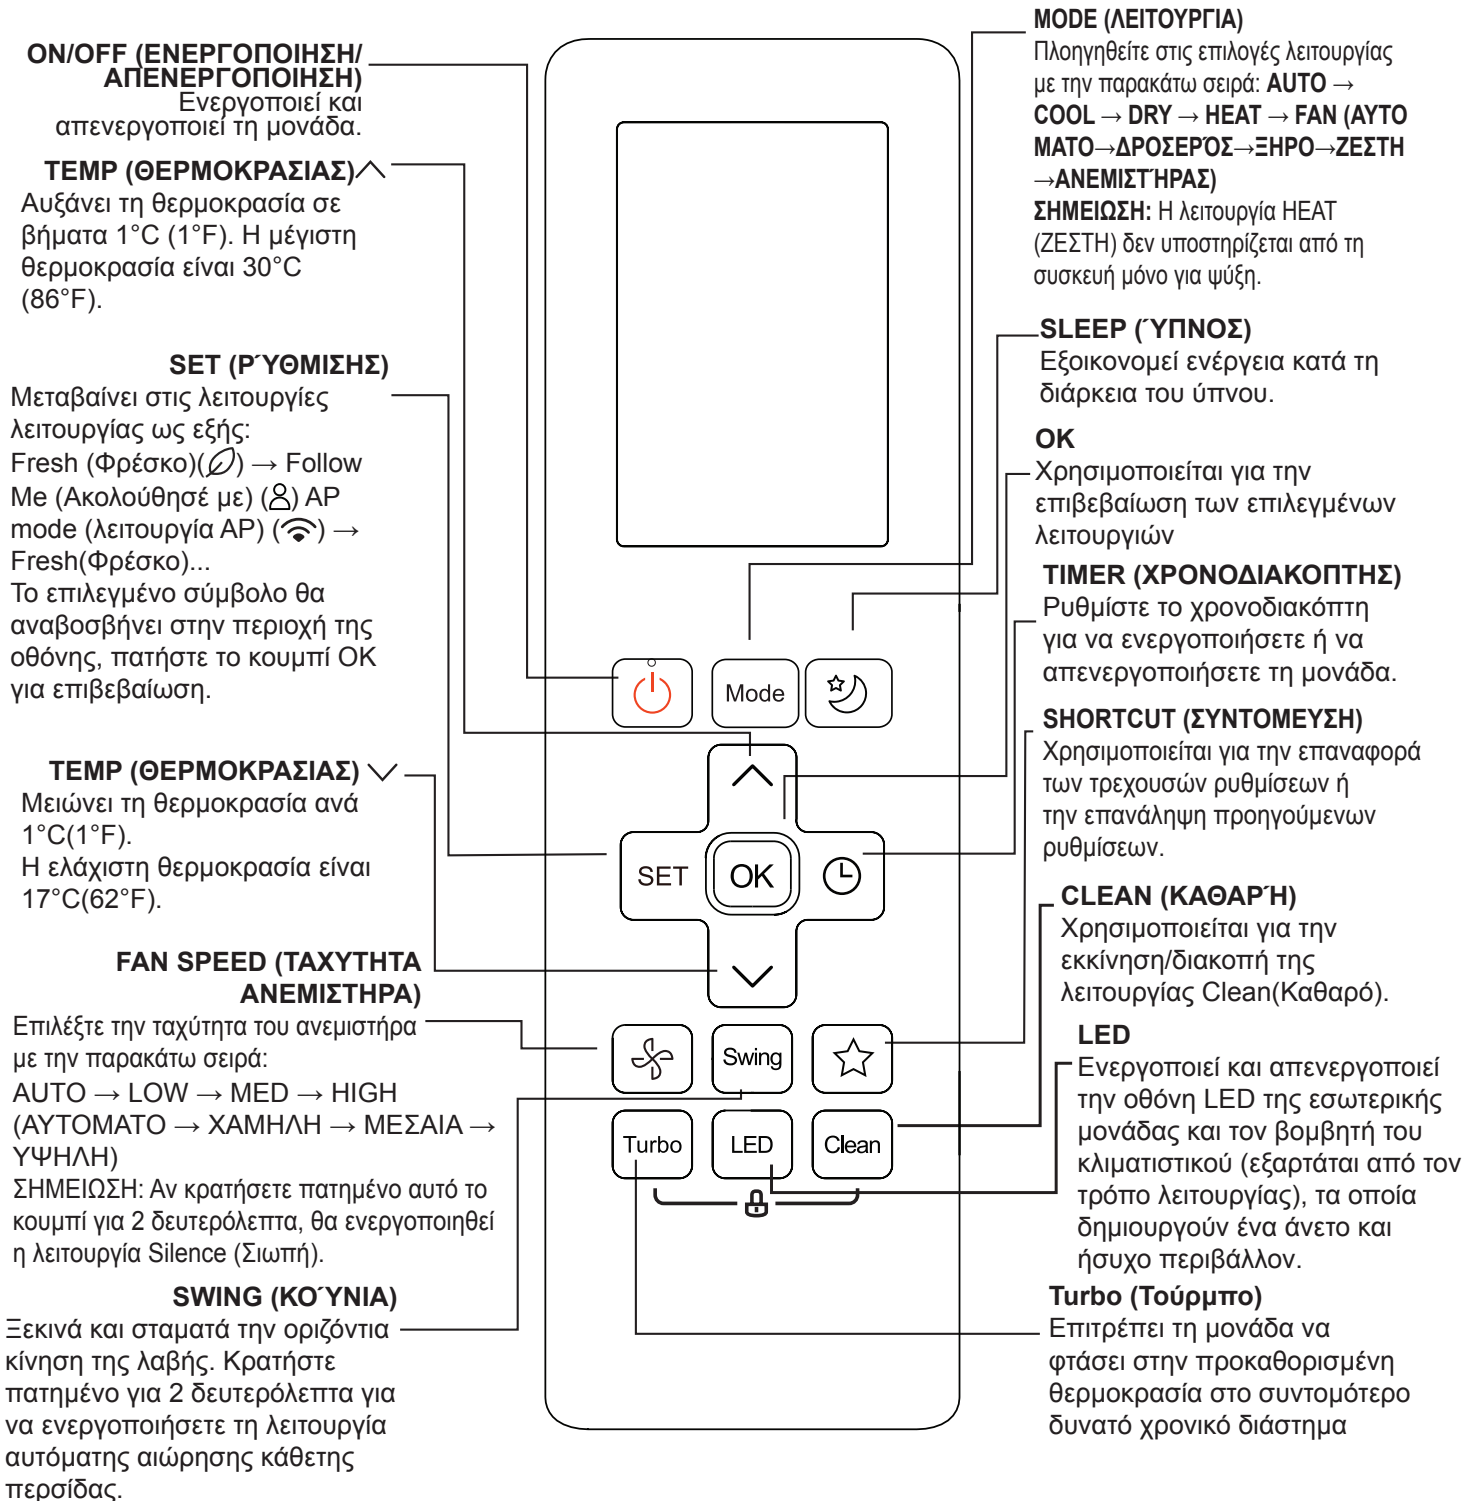 ON/OFF (ΕΝΕΡΓΟΠΟΙΗΣΗ/
ΑΠΕΝΕΡΓΟΠΟΙΗΣΗ)
Ενεργοποιεί και
απενεργοποιεί τη μονάδα.
TEMP (ΘΕΡΜΟΚΡΑΣΙΑΣ)
Αυξάνει τη θερμοκρασία σε
βήματα 1°C (1°F). Η μέγιστη
θερμοκρασία είναι 30°C
(86°F).
SET (Ρ´ΥΘΜΙΣΗΣ)
Μεταβαίνει στις λειτουργίες
λειτουργίας ως εξής:
Fresh (Φρέσκο)( ) → Follow
Me (Ακολούθησέ με) ( ) AP
mode (λειτουργία AP) ( ) →
Fresh(Φρέσκο)...
Το επιλεγμένο σύμβολο θα
αναβοσβήνει στην περιοχή της
οθόνης, πατήστε το κουμπί OK
για επιβεβαίωση.
TEMP (ΘΕΡΜΟΚΡΑΣΙΑΣ)
Μειώνει τη θερμοκρασία ανά
1°C(1°F).
Η ελάχιστη θερμοκρασία είναι
17°C(62°F).
FAN SPEED (ΤΑΧΥΤΗΤΑ
ΑΝΕΜΙΣΤΗΡΑ)
Επιλέξτε την ταχύτητα του ανεμιστήρα
με την παρακάτω σειρά:
AUTO → LOW → MED → HIGH
(ΑΥΤΟΜΑΤΟ → ΧΑΜΗΛΗ → ΜΕΣΑΙΑ →
ΥΨΗΛΗ)
ΣΗΜΕΙΩΣΗ: Αν κρατήσετε πατημένο αυτό το
κουμπί για 2 δευτερόλεπτα, θα ενεργοποιηθεί
η λειτουργία Silence (Σιωπή).
SWING (ΚΟ´ΥΝΙΑ)
Ξεκινά και σταματά την οριζόντια
κίνηση της λαβής. Κρατήστε
πατημένο για 2 δευτερόλεπτα για
να ενεργοποιήσετε τη λειτουργία
αυτόματης αιώρησης κάθετης
περσίδας.
Mode
SET
OK
Swing
Turbo
LED
Clean
MODE (ΛΕΙΤΟΥΡΓΙΑ)
Πλοηγηθείτε στις επιλογές λειτουργίας
με την παρακάτω σειρά: AUTO →
COOL → DRY → HEAT → FAN (ΑΥΤΟ
ΜΑΤΟ→ΔΡΟΣΕΡΌΣ→ΞΗΡΟ→ΖΕΣΤΗ
→ΑΝΕΜΙΣΤΉΡΑΣ)
ΣΗΜΕΙΩΣΗ: Η λειτουργία HEAT
(ΖΕΣΤΗ) δεν υποστηρίζεται από τη
συσκευή μόνο για ψύξη.
SLEEP (´ΥΠΝΟΣ)
Εξοικονομεί ενέργεια κατά τη
διάρκεια του ύπνου.
OK
Χρησιμοποιείται για την
επιβεβαίωση των επιλεγμένων
λειτουργιών
TIMER (ΧΡΟΝΟΔΙΑΚΟΠΤΗΣ)
Ρυθμίστε το χρονοδιακόπτη
για να ενεργοποιήσετε ή να
απενεργοποιήσετε τη μονάδα.
SHORTCUT (ΣΥΝΤΟΜΕΥΣΗ)
Χρησιμοποιείται για την επαναφορά
των τρεχουσών ρυθμίσεων ή
την επανάληψη προηγούμενων
ρυθμίσεων.
CLEAN (ΚΑΘΑΡΉ)
Χρησιμοποιείται για την
εκκίνηση/διακοπή της
λειτουργίας Clean(Καθαρό).
LED
Ενεργοποιεί και απενεργοποιεί
την οθόνη LED της εσωτερικής
μονάδας και τον βομβητή του
κλιματιστικού (εξαρτάται από τον
τρόπο λειτουργίας), τα οποία
δημιουργούν ένα άνετο και
ήσυχο περιβάλλον.
Turbo (Τούρμπο)
Επιτρέπει τη μονάδα να
φτάσει στην προκαθορισμένη
θερμοκρασία στο συντομότερο
δυνατό χρονικό διάστημα